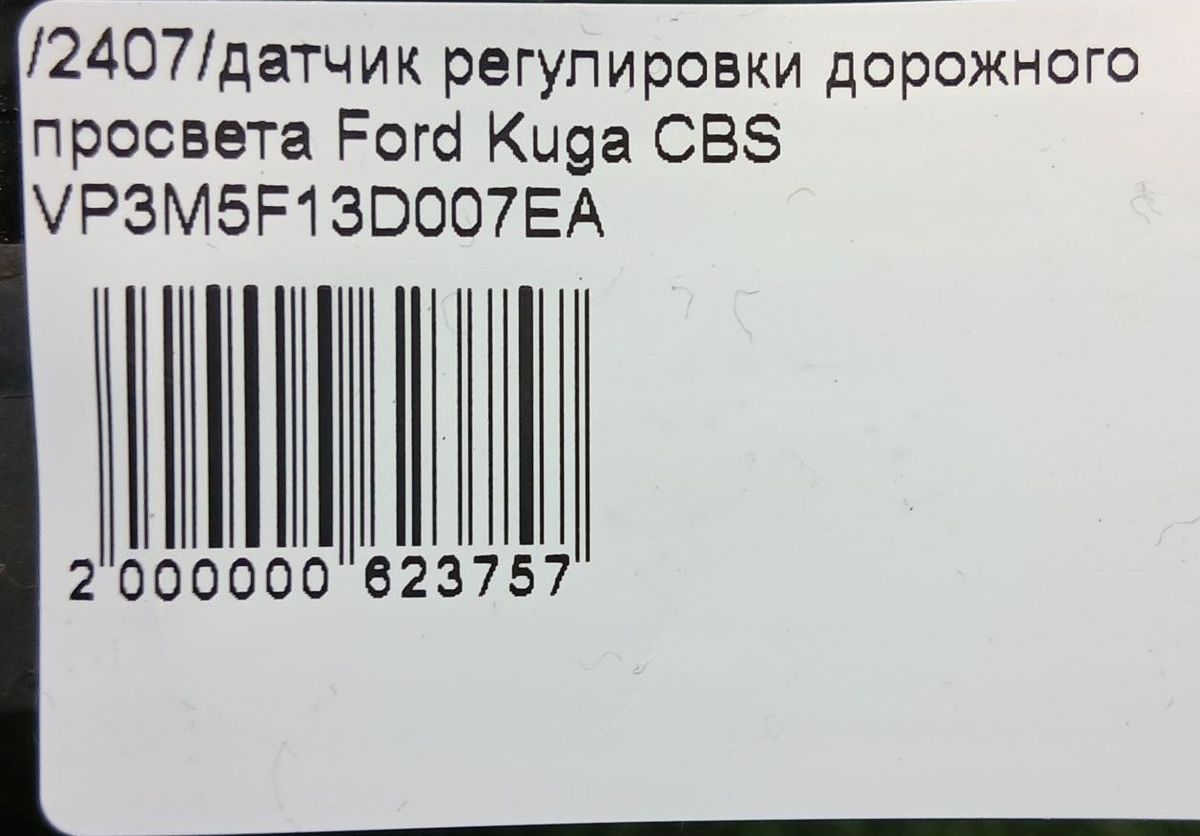 /2407/датчик регулировки дорожного
просвета Ford Kuga CBS
VP3M5F13D007EA
2 000000 623757